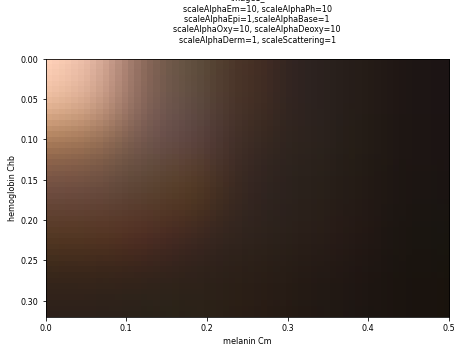 scaleAlphaEm=10, scaleAlphaPh=10
scaleAlphaEpi=1,scaleAlphaBase=1
scaleAlphaOxy=10, scaleAlphaDeoxy=10
scaleAlphaDerm=1, scaleScattering=1
0.00
0.05
0.10
0.15
0.20
0.25
0.30
hemoglobin Chb
0.0 0.1 0.2 0.3 0.4 0.5
melanin Cm